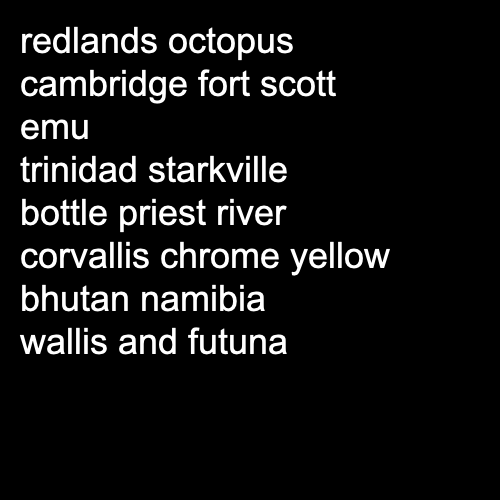 redlands octopus
cambridge fort scott
emu
trinidad starkville
bottle priest river
corvallis chrome yellow
bhutan namibia
wallis and futuna